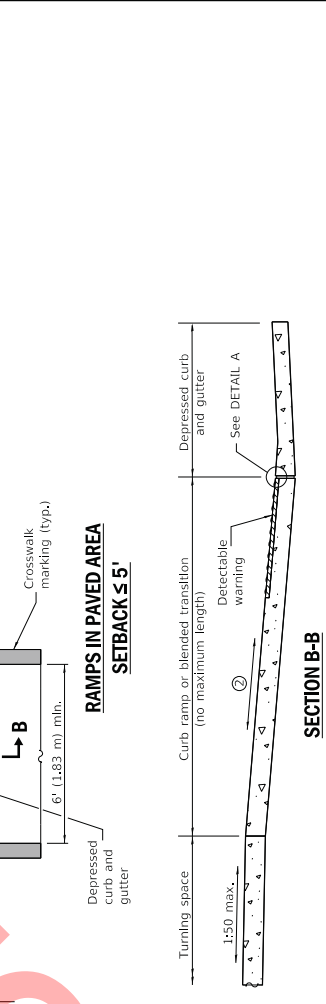 Crosswalk
marking (typ.)
B
6' (1.83 m) min.
Depressed
curb and
gutter
RAMPS IN PAVED AREA
SETBACK ≤ 5'
Turning space
Curb ramp or blended transition
(no maximum length)
Depressed curb
and gutter
1:50 max.
2
Detectable
warning
See DETAIL A
SECTION B-B